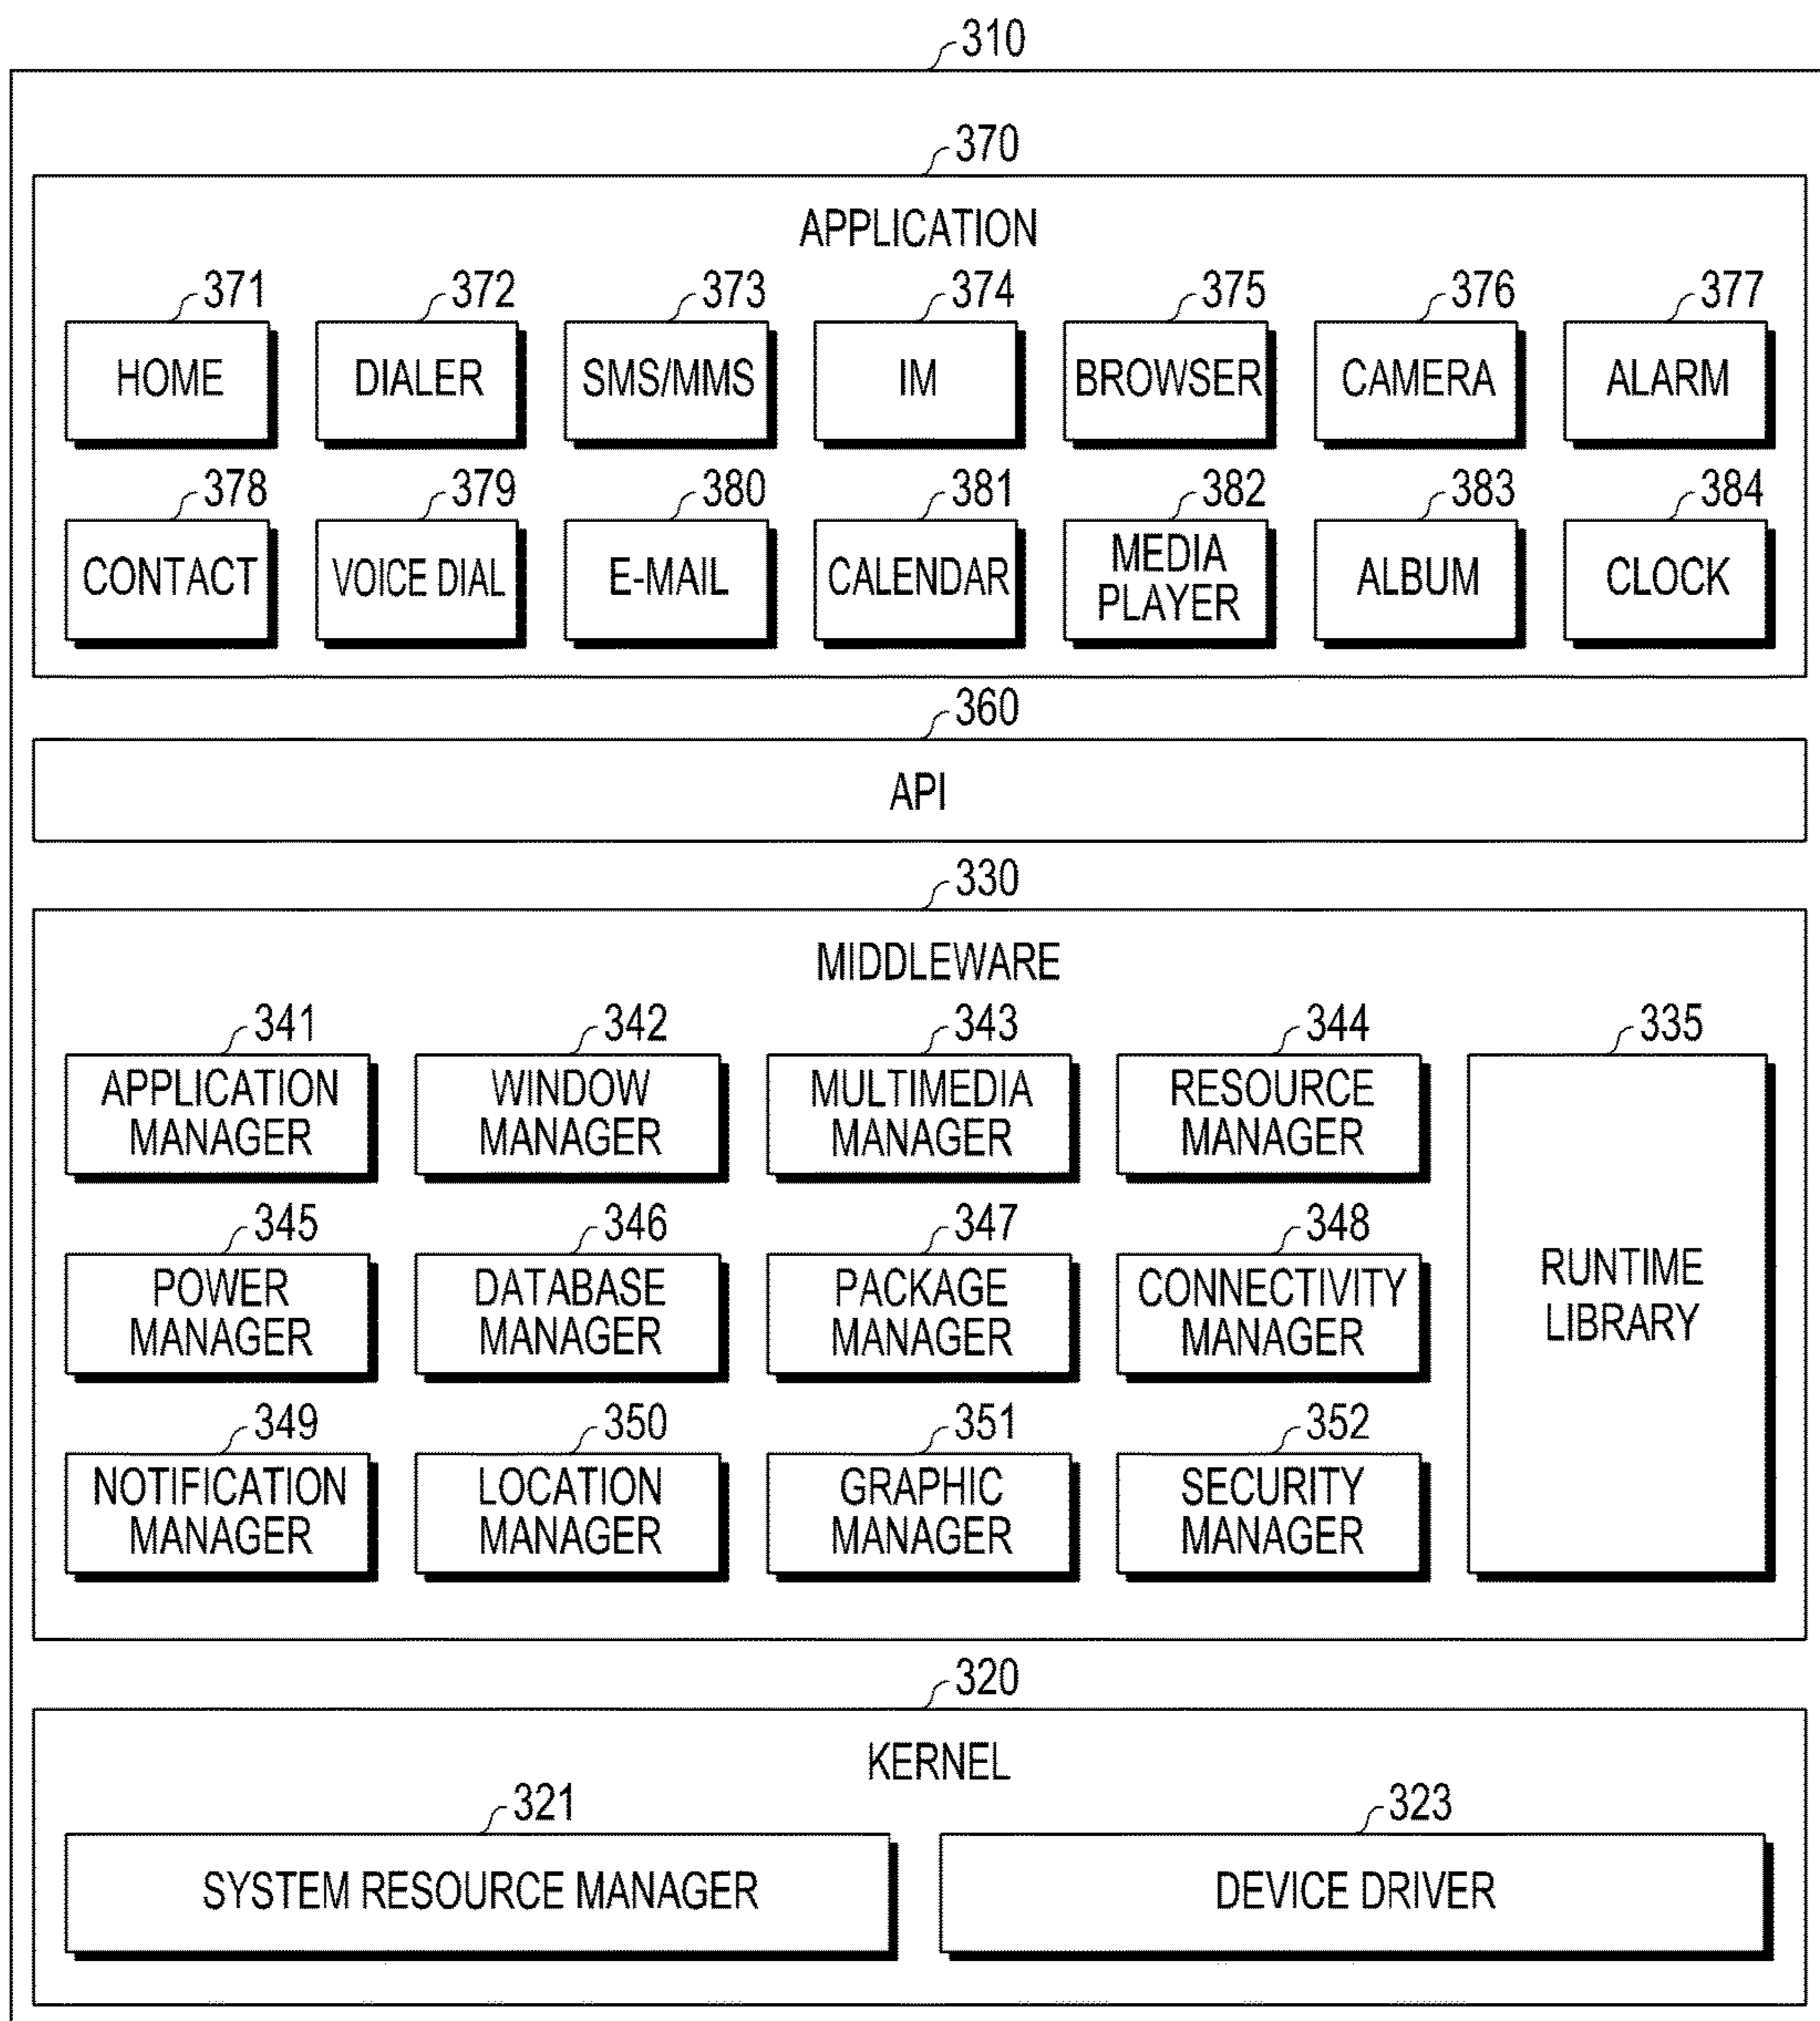 310
370
APPLICATION
371 372 373 374 375 376 377
HOME DIALER SMS/MMS IM BROWSER CAMERA ALARM
378 379 380 381 382 383 384
CONTACT VOICE DIAL E-MAIL CALENDAR MEDIA PLAYER ALBUM CLOCK
360
API
330
MIDDLEWARE
341 342 343 344 335
APPLICATION MANAGER WINDOW MANAGER MULTIMEDIA MANAGER RESOURCE MANAGER
345 346 347 348
POWER MANAGER DATABASE MANAGER PACKAGE MANAGER CONNECTIVITY MANAGER
RUNTIME LIBRARY
349 350 351 352
NOTIFICATION MANAGER LOCATION MANAGER GRAPHIC MANAGER SECURITY MANAGER
320
KERNEL
321 323
SYSTEM RESOURCE MANAGER DEVICE DRIVER